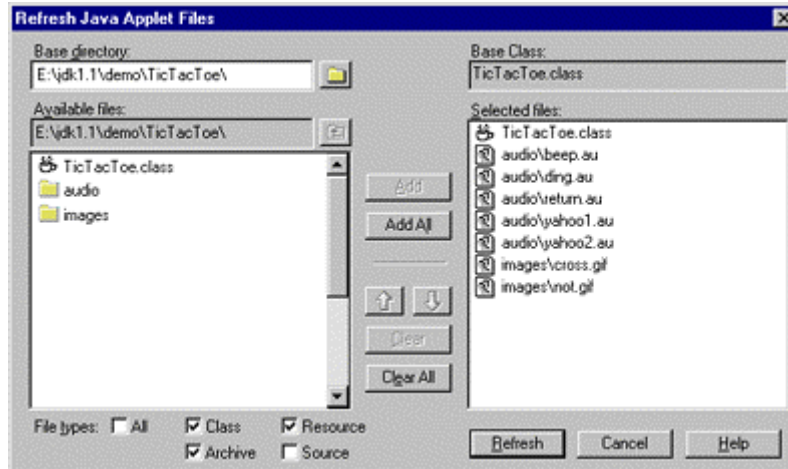 Refresh Java Applet Files
Base directory:
E:\jdk1.1\demo\TicTacToe\
Base Class:
TicTacToe.class
Available files:
E:\jdk1.1\demo\TicTacToe\
TicTacToe.class
audio
images
Add
Add All
Clear
Clear All
Selected files:
TicTacToe.class
audio\beep.au
audio\ding.au
audio\return.au
audio\yahoo1.au
audio\yahoo2.au
images\cross.gif
images\not.gif
File types: All Class Resource
Archive Source
Refresh Cancel Help